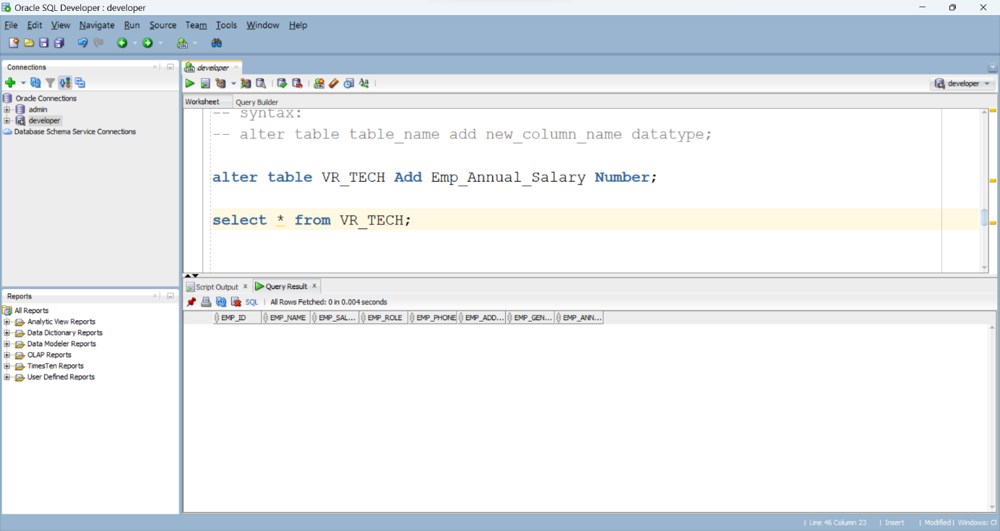 Oracle SQL Developer : developer
File Edit View Navigate Run Source Team Tools Window Help
Connections
Oracle Connections
admin
developer
Database Schema Service Connections
Reports
All Reports
Analytic View Reports
Data Dictionary Reports
Data Modeler Reports
OLAP Reports
TimesTen Reports
User Defined Reports
developer
developer
Worksheet Query Builder
-- syntax:
-- alter table table_name add new_column_name datatype;
alter table VR_TECH Add Emp_Annual_Salary Number;
select * from VR_TECH;
Script Output x Query Result x
SQL | All Rows Fetched: 0 in 0.004 seconds
EMP_ID EMP_NAME EMP_SAL... EMP_ROLE EMP_PHONE EMP_ADD... EMP_GEN... EMP_ANN...
| Line 46 Column 23 | Insert | Modified | Windows: C